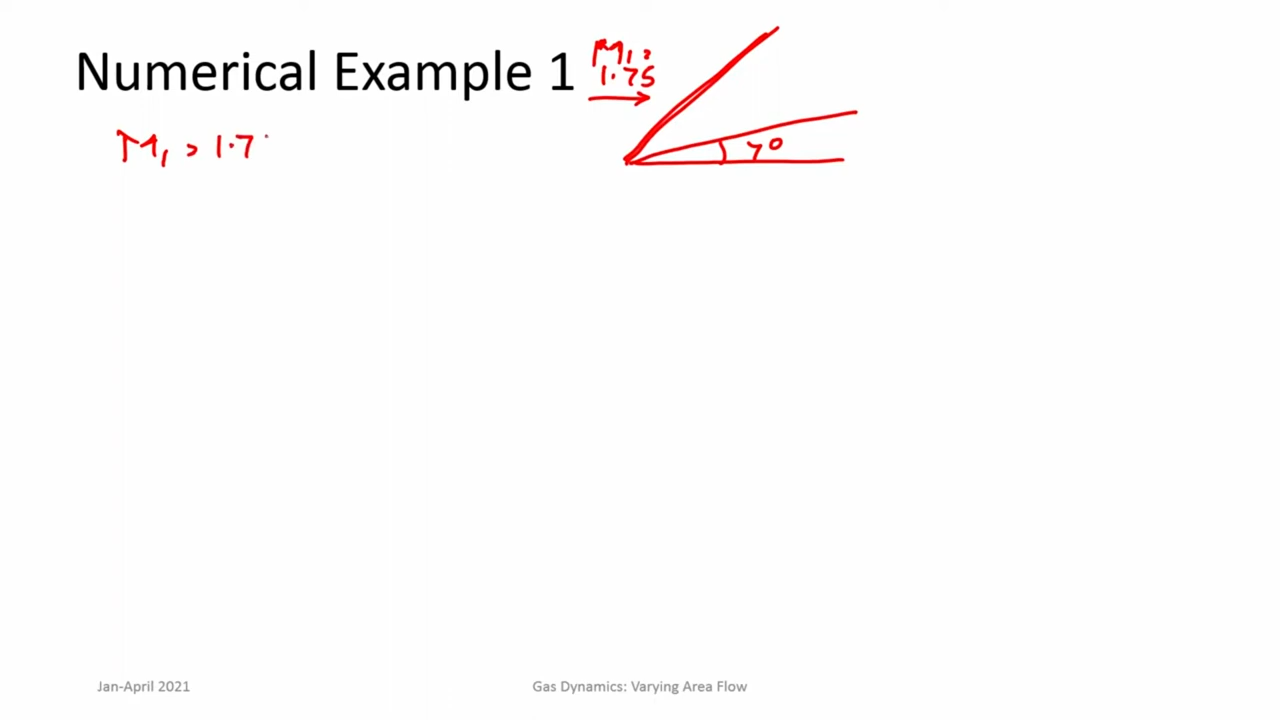 Numerical Example 1
M₁ =
1.75
M₁ = 1.7
7°
Jan-April 2021
Gas Dynamics: Varying Area Flow